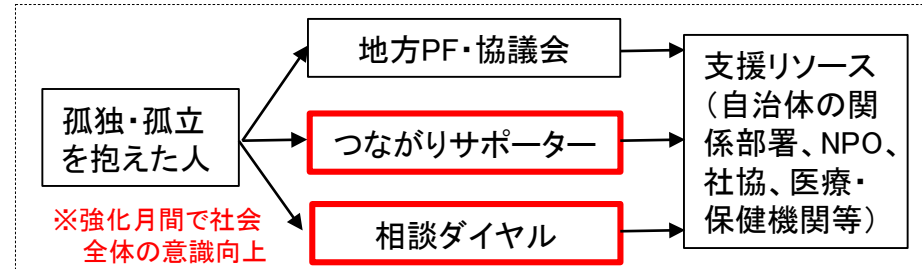 孤独・孤立
を抱えた人
※強化月間で社会
全体の意識向上
地方PF・協議会
つながりサポーター
相談ダイヤル
支援リソース
（自治体の関
係部署、NPO、
社協、医療・
保健機関等）